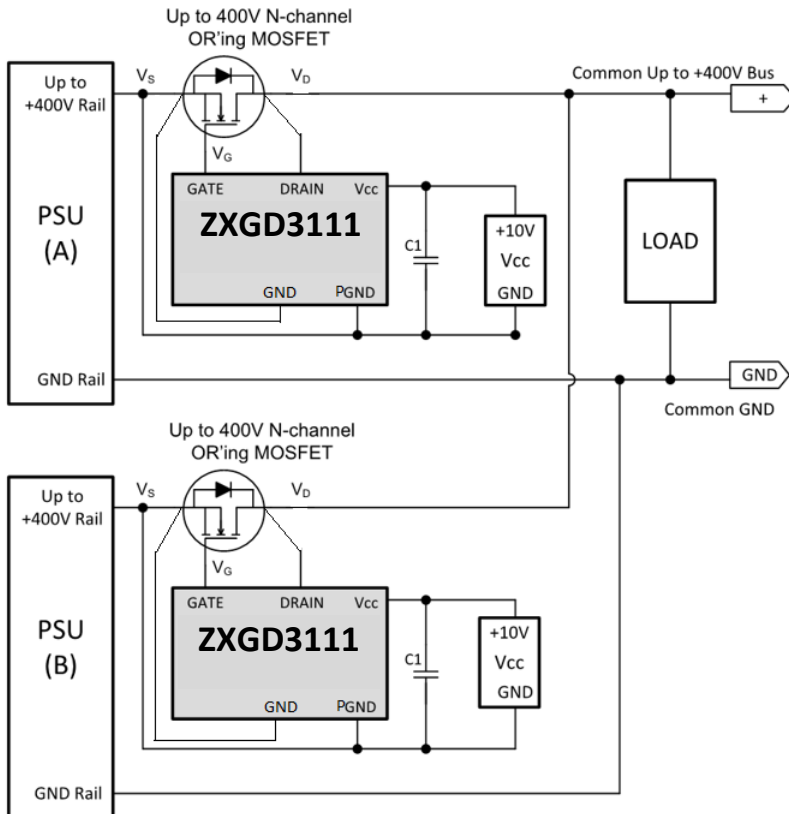 Up to 400V N-channel
OR'ing MOSFET
Up to
+400V Rail
VS
VD
Common Up to +400V Bus
+
VG
GATE
DRAIN
Vcc
ZXGD3111
PSU
(A)
C1
+10V
Vcc
GND
LOAD
GND
PGND
GND Rail
GND
Common GND
Up to 400V N-channel
OR'ing MOSFET
Up to
+400V Rail
VS
VD
VG
GATE
DRAIN
Vcc
ZXGD3111
PSU
(B)
C1
+10V
Vcc
GND
GND
PGND
GND Rail